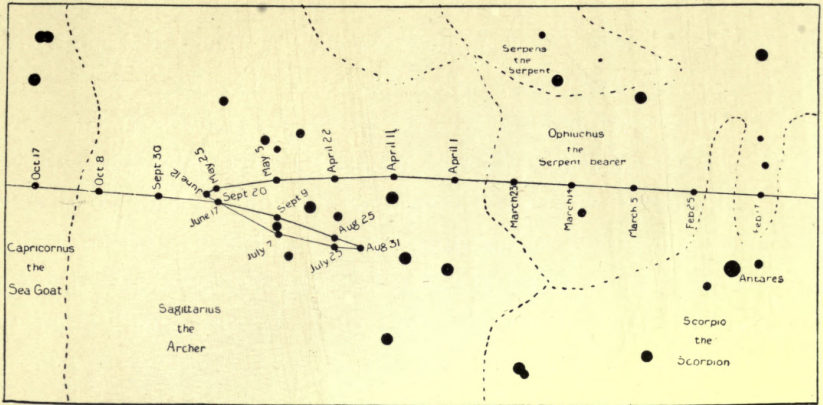 Serpens
the
Serpent
Ophiuchus
the
Serpent bearer
Oct 17
Oct 8
Sept 30
June 12
May 25
May 5
April 22
April 11
April 1
March 23
March 14
March 5
Feb 25
Sept 20
June 17
Sept 9
Aug 25
July 7
July 23
Aug 31
Capricornus
the
Sea Goat
Sagittarius
the
Archer
Antares
Scorpio
the
Scorpion